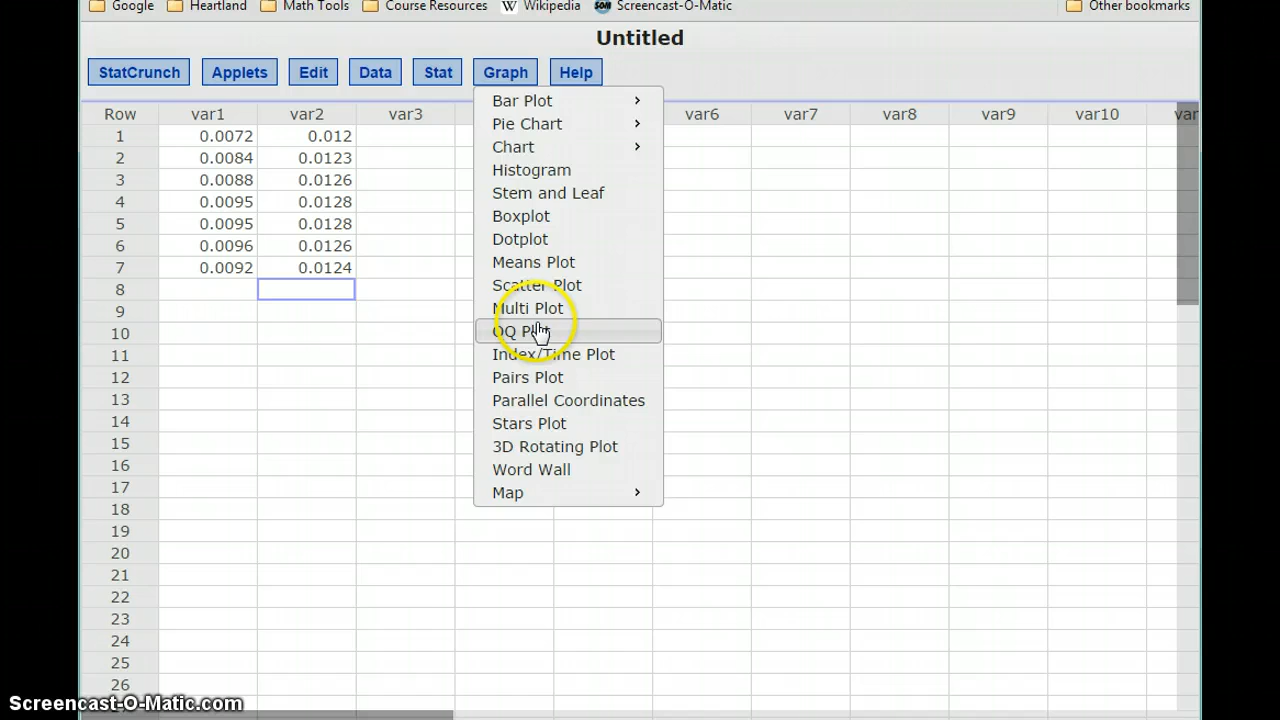 Google Heartland Math Tools Course Resources W Wikipedia SOM Screencast-O-Matic Other bookmarks
Untitled
StatCrunch Applets Edit Data Stat Graph Help
Row var1 var2 var3 var6 var7 var8 var9 var10 var
1 0.0072 0.012
2 0.0084 0.0123
3 0.0088 0.0126
4 0.0095 0.0128
5 0.0095 0.0128
6 0.0096 0.0126
7 0.0092 0.0124
8
9
10
11
12
13
14
15
16
17
18
19
20
21
22
23
24
25
26
Bar Plot
Pie Chart
Chart
Histogram
Stem and Leaf
Boxplot
Dotplot
Means Plot
Scatter Plot
Multi Plot
QQ Plot
Index/Time Plot
Pairs Plot
Parallel Coordinates
Stars Plot
3D Rotating Plot
Word Wall
Map
Screencast-O-Matic.com